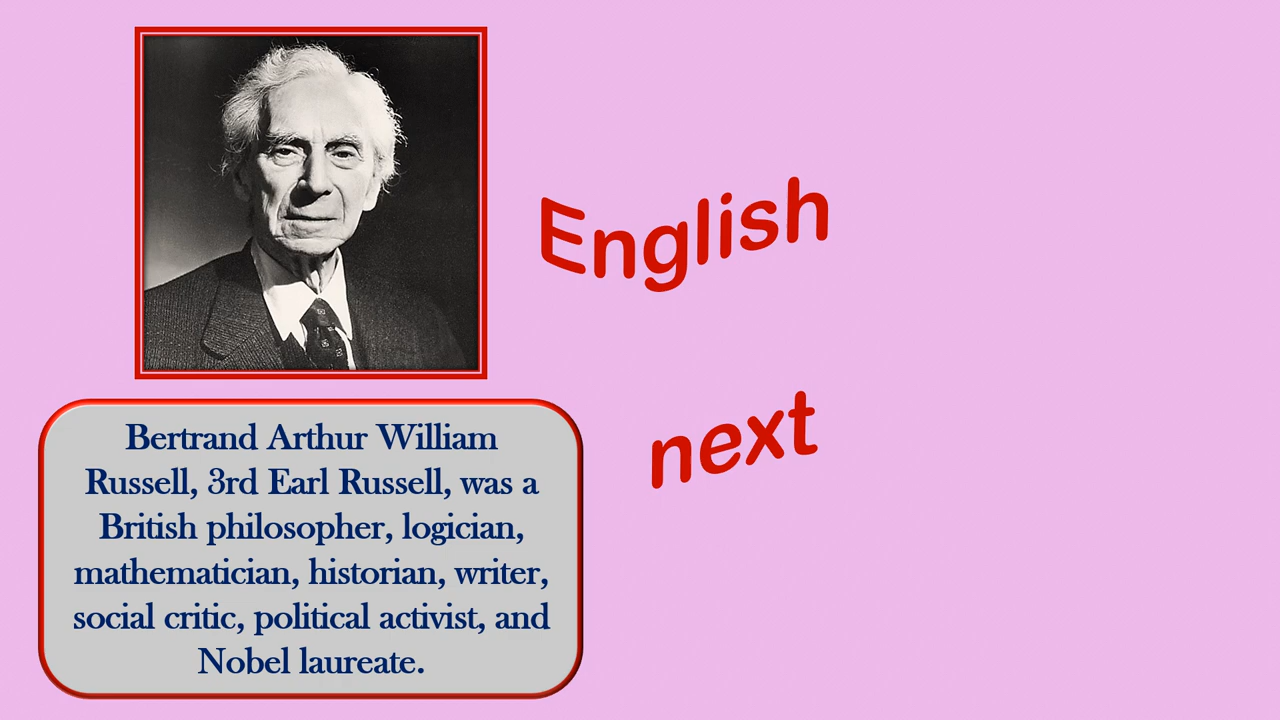 English
next
Bertrand Arthur William
Russell, 3rd Earl Russell, was a
British philosopher, logician,
mathematician, historian, writer,
social critic, political activist, and
Nobel laureate.